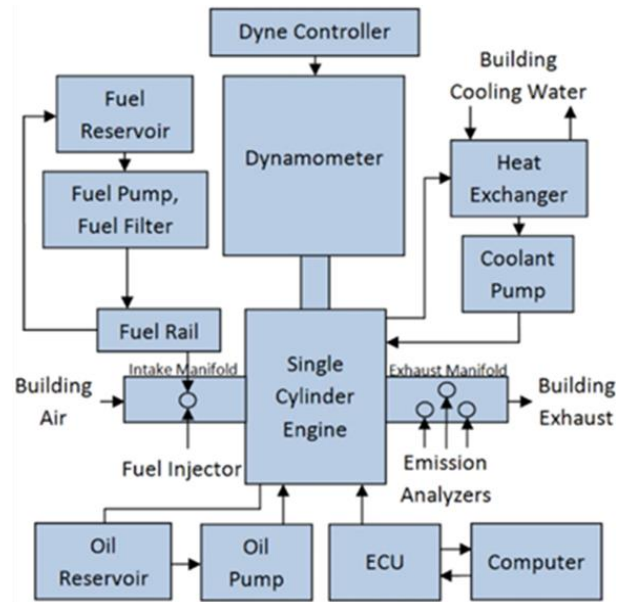 Dyne Controller
Building
Cooling Water
Fuel
Reservoir
Dynamometer
Heat
Exchanger
Fuel Pump,
Fuel Filter
Coolant
Pump
Fuel Rail
Intake Manifold
Single
Cylinder
Engine
Exhaust Manifold
Building
Air
Building
Exhaust
Fuel Injector
Emission
Analyzers
Oil
Reservoir
Oil
Pump
ECU
Computer